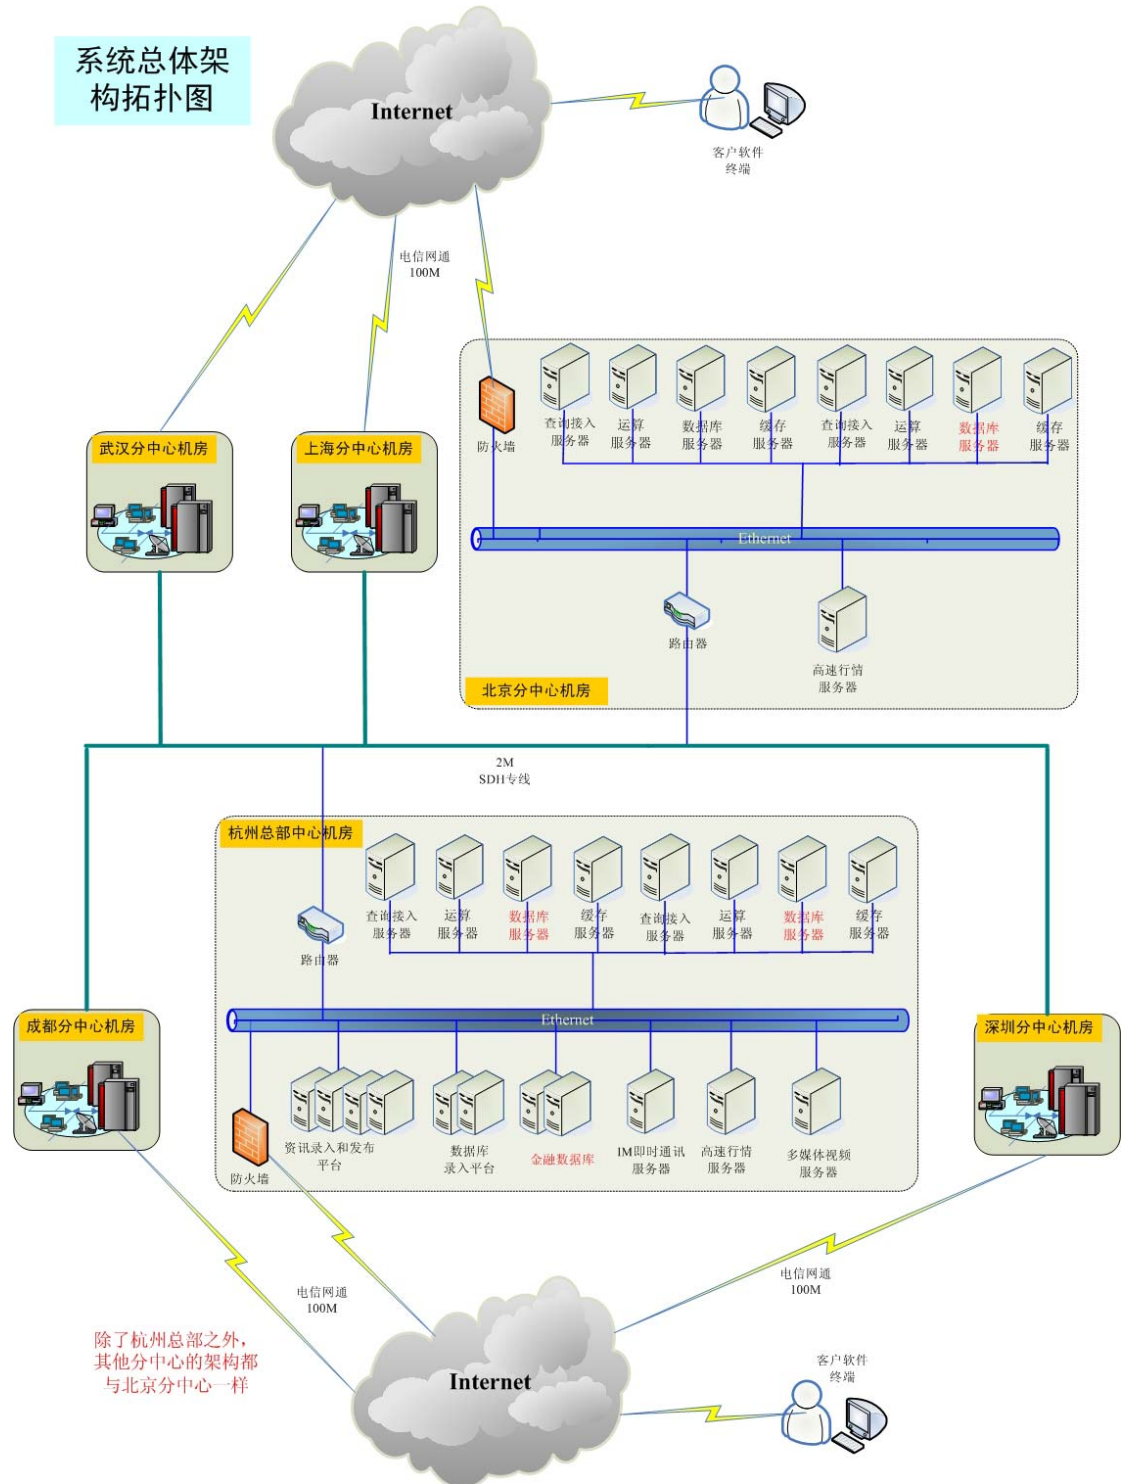 系统总体架
构拓扑图
Internet
客户软件
终端
电信网通
100M
武汉分中心机房
上海分中心机房
防火墙
查询接入
服务器
运算
服务器
数据库
服务器
缓存
服务器
查询接入
服务器
运算
服务器
数据库
服务器
缓存
服务器
Ethernet
路由器
高速行情
服务器
北京分中心机房
2M
SDH专线
杭州总部中心机房
路由器
查询接入
服务器
运算
服务器
数据库
服务器
缓存
服务器
查询接入
服务器
运算
服务器
数据库
服务器
缓存
服务器
Ethernet
成都分中心机房
深圳分中心机房
防火墙
资讯录入和发布
平台
数据库
录入平台
金融数据库
IM即时通讯
服务器
高速行情
服务器
多媒体视频
服务器
电信网通
100M
电信网通
100M
除了杭州总部之外，
其他分中心的架构都
与北京分中心一样
Internet
客户软件
终端